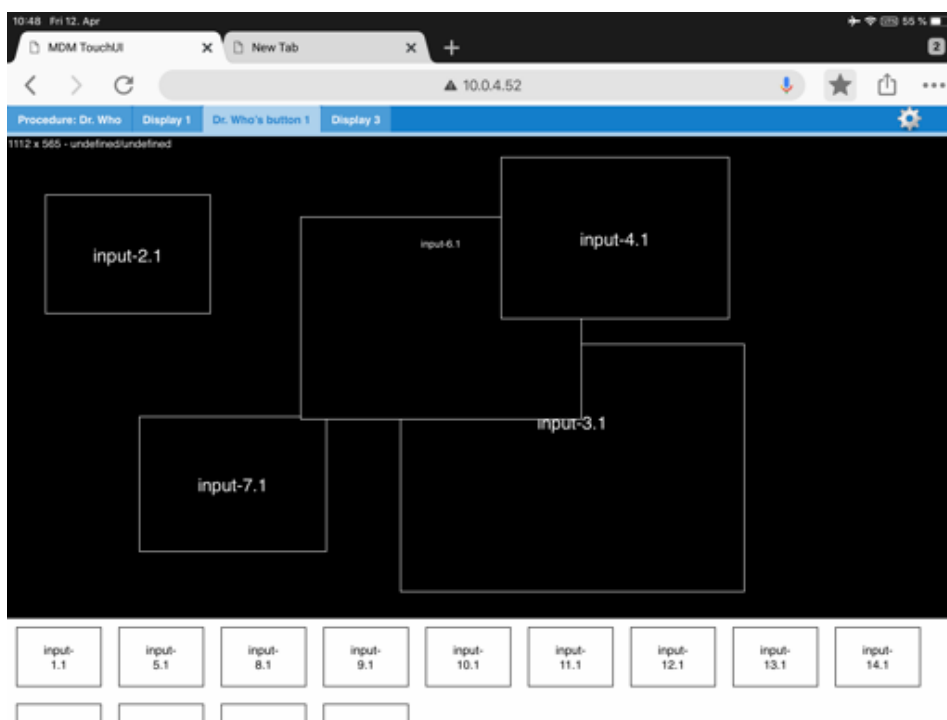 10:48 Fri 12. Apr
55 %
MDM TouchUI
New Tab
2
10.0.4.52
Procedure: Dr. Who
Display 1
Dr. Who's button 1
Display 3
1112 x 565 - undefined/undefined
input-2.1
input-6.1
input-4.1
input-3.1
input-7.1
input-
1.1
input-
5.1
input-
8.1
input-
9.1
input-
10.1
input-
11.1
input-
12.1
input-
13.1
input-
14.1